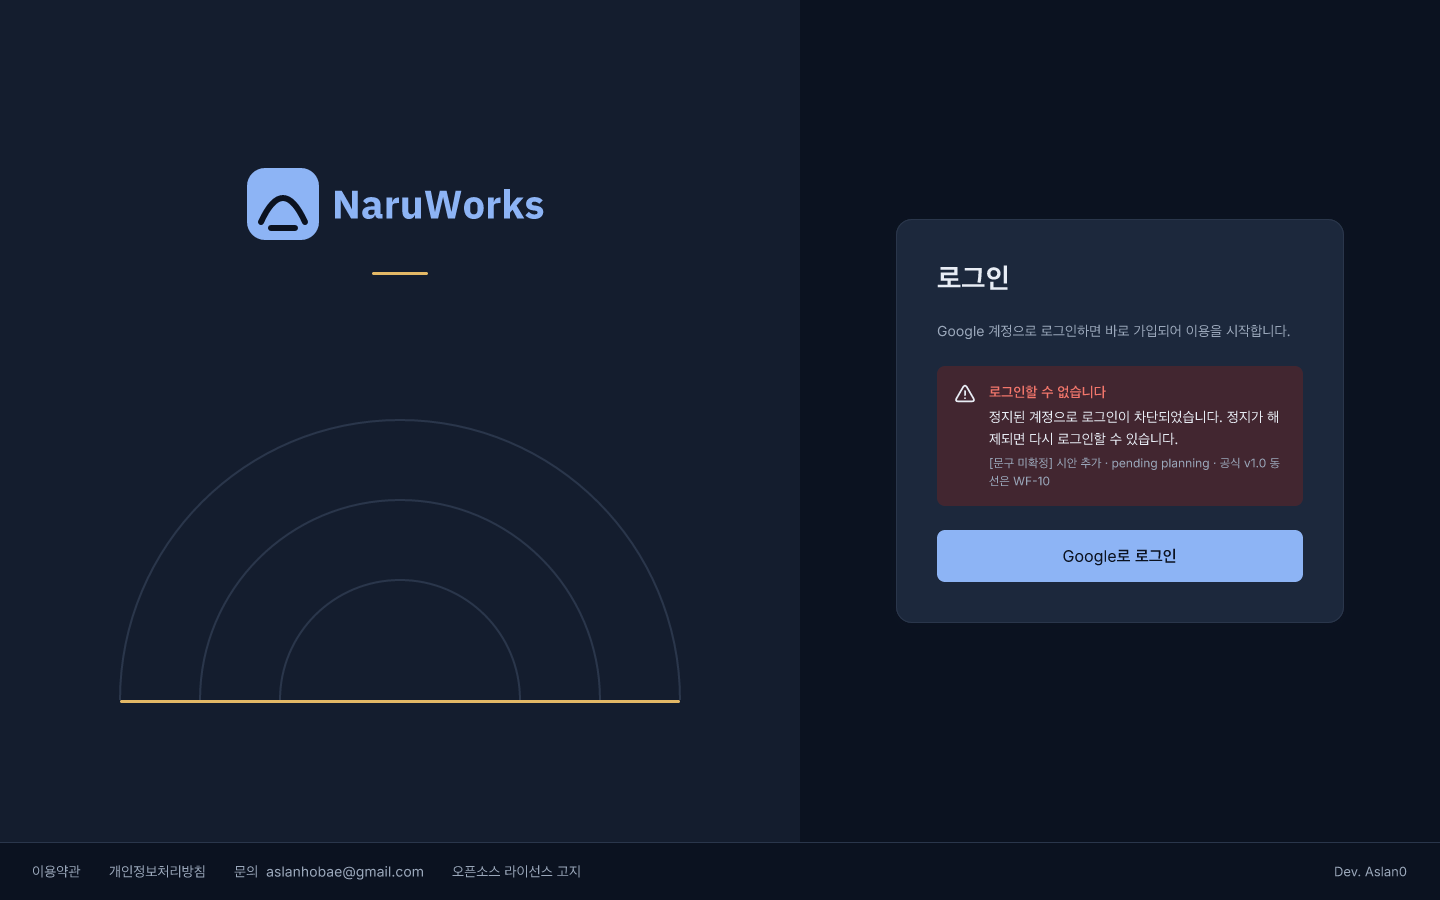 NaruWorks
로그인
Google 계정으로 로그인하면 바로 가입되어 이용을 시작합니다.
로그인할 수 없습니다
정지된 계정으로 로그인이 차단되었습니다. 정지가 해
제되면 다시 로그인할 수 있습니다.
[문구 미확정] 시안 추가 · pending planning · 공식 v1.0 동
선은 WF-10
Google로 로그인
이용약관 개인정보처리방침 문의 aslanhobae@gmail.com 오픈소스 라이선스 고지 Dev. Aslan0